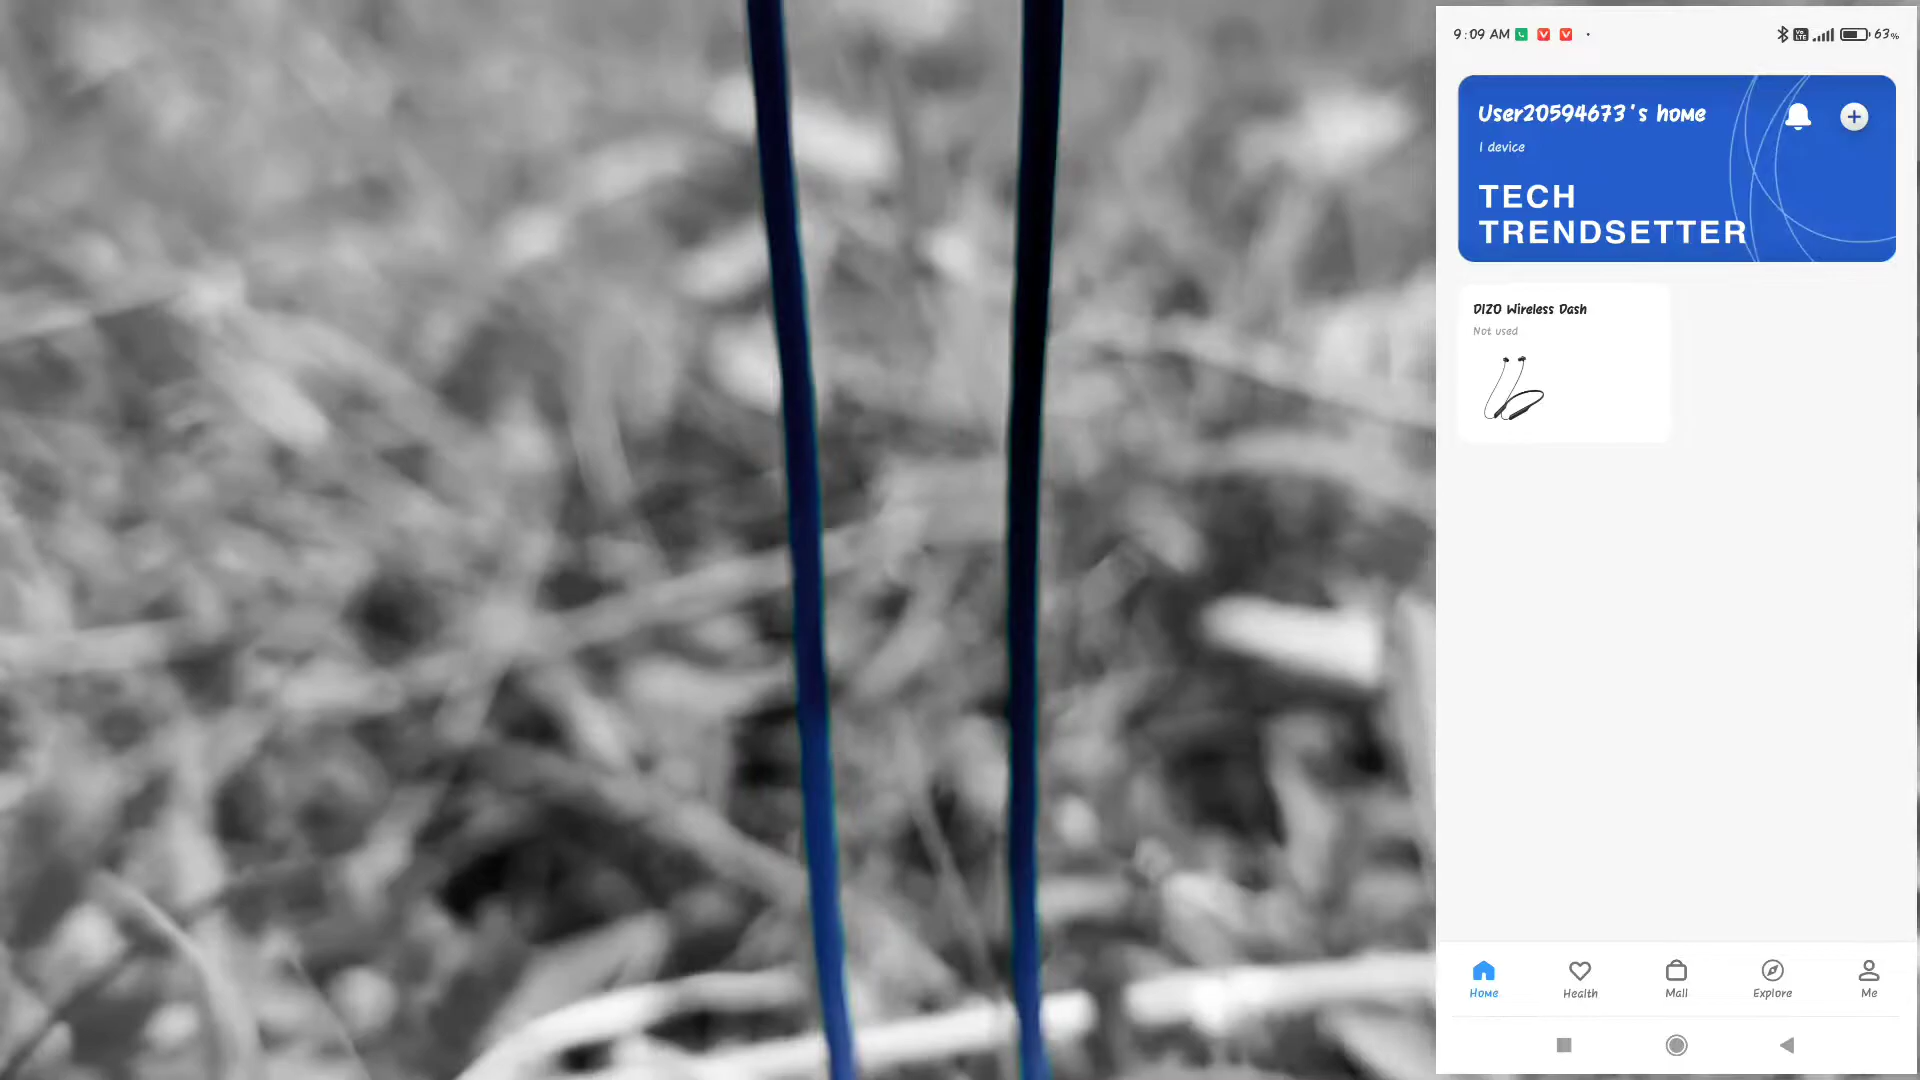 9:09 AM
63%
User20594673's home
1 device
TECH
TRENDSETTER
DIZO Wireless Dash
Not used
Home
Health
Mall
Explore
Me